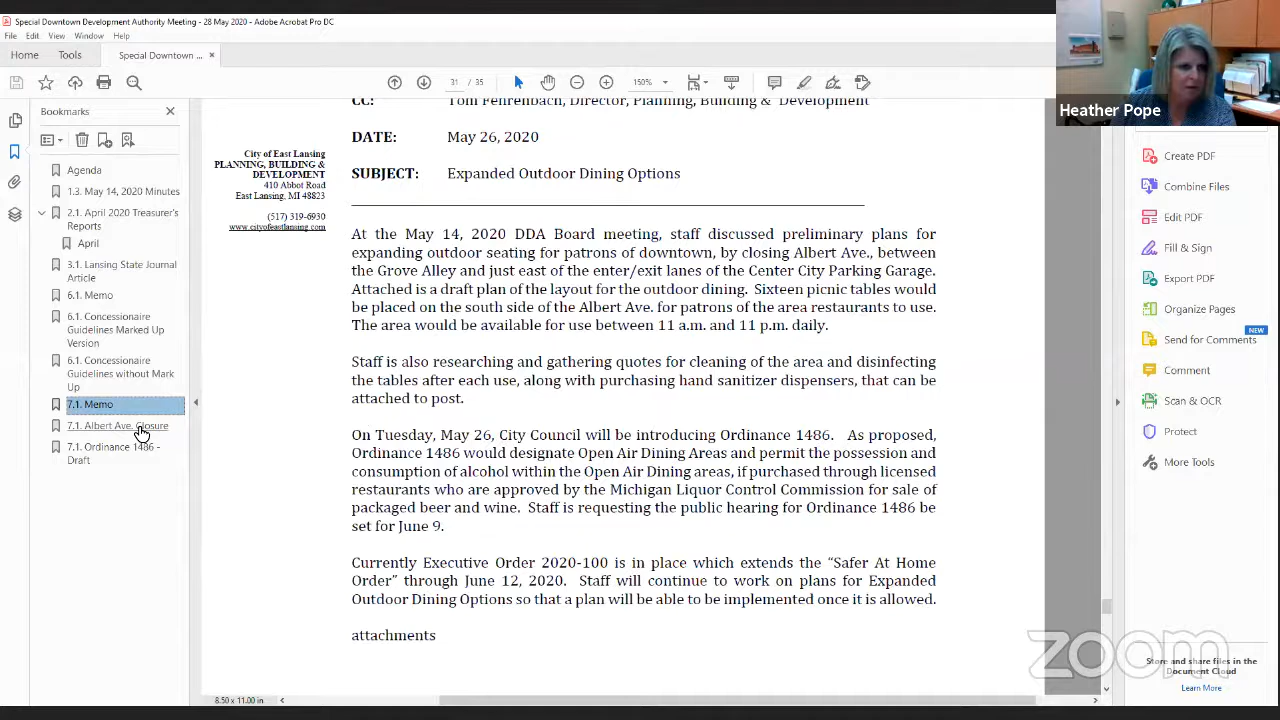 Special Downtown Development Authority Meeting - 28 May 2020 - Adobe Acrobat Pro DC
File Edit View Window Help
Home Tools Special Downtown ... ×
31 / 35
150%
Heather Pope
Bookmarks
Agenda
1.3. May 14, 2020 Minutes
2.1. April 2020 Treasurer's
Reports
April
3.1. Lansing State Journal
Article
6.1. Memo
6.1. Concessionaire
Guidelines Marked Up
Version
6.1. Concessionaire
Guidelines without Mark
Up
7.1. Memo
7.1. Albert Ave. Closure
7.1. Ordinance 1486 -
Draft
City of East Lansing
PLANNING, BUILDING &
DEVELOPMENT
410 Abbot Road
East Lansing, MI 48823
(517) 319-6930
www.cityofeastlansing.com
CC: Tom Fehrenbach, Director, Planning, Building & Development
DATE: May 26, 2020
SUBJECT: Expanded Outdoor Dining Options
At the May 14, 2020 DDA Board meeting, staff discussed preliminary plans for
expanding outdoor seating for patrons of downtown, by closing Albert Ave., between
the Grove Alley and just east of the enter/exit lanes of the Center City Parking Garage.
Attached is a draft plan of the layout for the outdoor dining. Sixteen picnic tables would
be placed on the south side of the Albert Ave. for patrons of the area restaurants to use.
The area would be available for use between 11 a.m. and 11 p.m. daily.
Staff is also researching and gathering quotes for cleaning of the area and disinfecting
the tables after each use, along with purchasing hand sanitizer dispensers, that can be
attached to post.
On Tuesday, May 26, City Council will be introducing Ordinance 1486. As proposed,
Ordinance 1486 would designate Open Air Dining Areas and permit the possession and
consumption of alcohol within the Open Air Dining areas, if purchased through licensed
restaurants who are approved by the Michigan Liquor Control Commission for sale of
packaged beer and wine. Staff is requesting the public hearing for Ordinance 1486 be
set for June 9.
Currently Executive Order 2020-100 is in place which extends the “Safer At Home
Order” through June 12, 2020. Staff will continue to work on plans for Expanded
Outdoor Dining Options so that a plan will be able to be implemented once it is allowed.
attachments
8.50 x 11.00 in
Create PDF
Combine Files
Edit PDF
Fill & Sign
Export PDF
Organize Pages
NEW
Send for Comments
Comment
Scan & OCR
Protect
More Tools
zoom
Store and share files in the
Document Cloud
Learn More